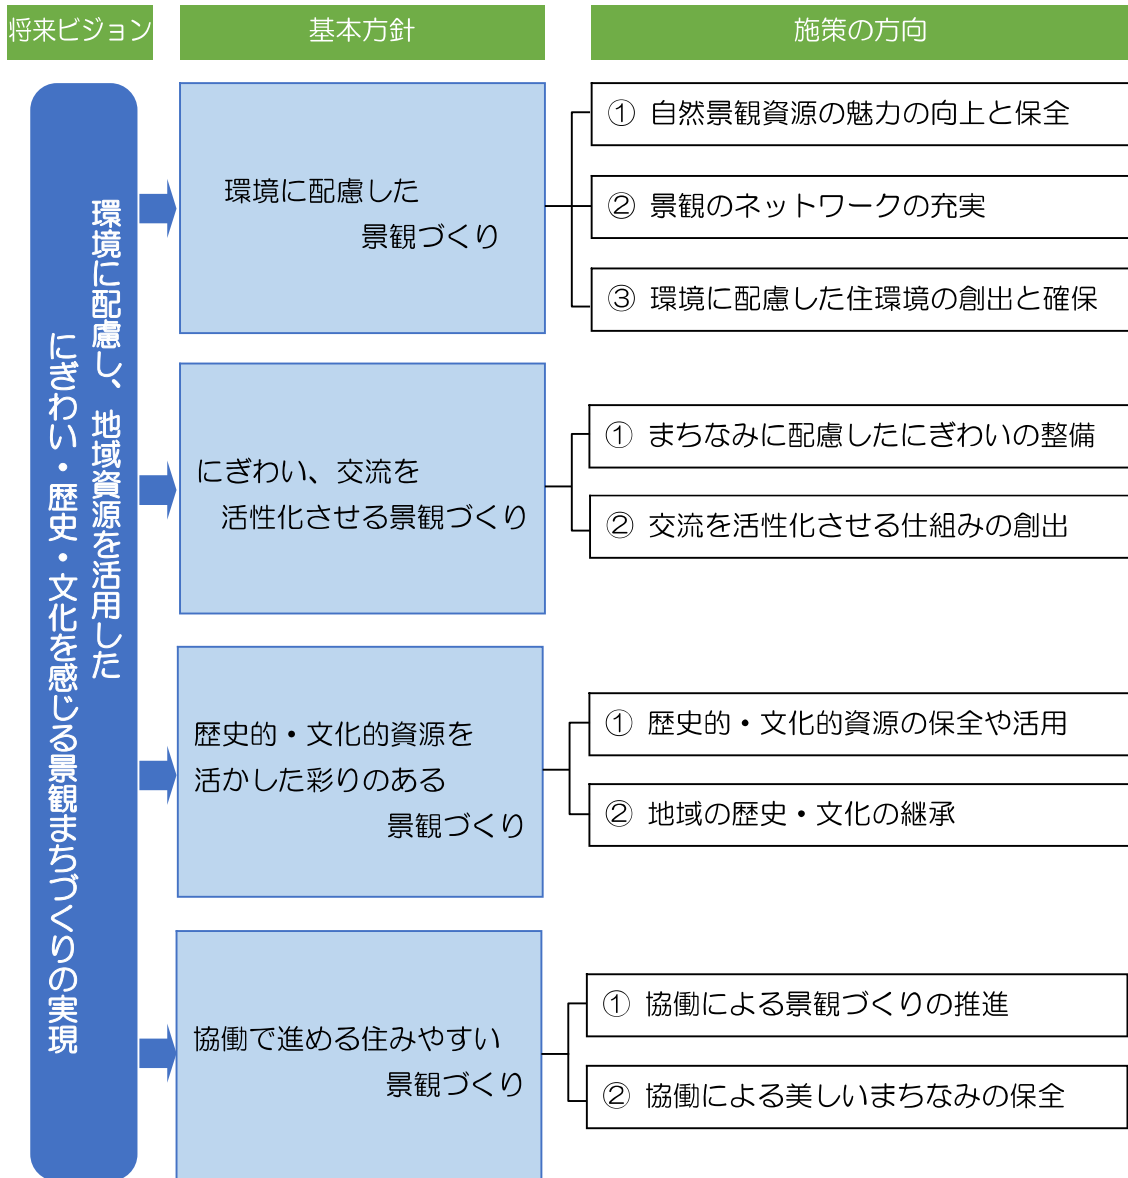 将来ビジョン
基本方針
施策の方向
環境に配慮し、地域資源を活用した
にぎわい・歴史・文化を感じる景観まちづくりの実現
環境に配慮した
景観づくり
① 自然景観資源の魅力の向上と保全
② 景観のネットワークの充実
③ 環境に配慮した住環境の創出と確保
にぎわい、交流を
活性化させる景観づくり
① まちなみに配慮したにぎわいの整備
② 交流を活性化させる仕組みの創出
歴史的・文化的資源を
活かした彩りのある
景観づくり
① 歴史的・文化的資源の保全や活用
② 地域の歴史・文化の継承
協働で進める住みやすい
景観づくり
① 協働による景観づくりの推進
② 協働による美しいまちなみの保全